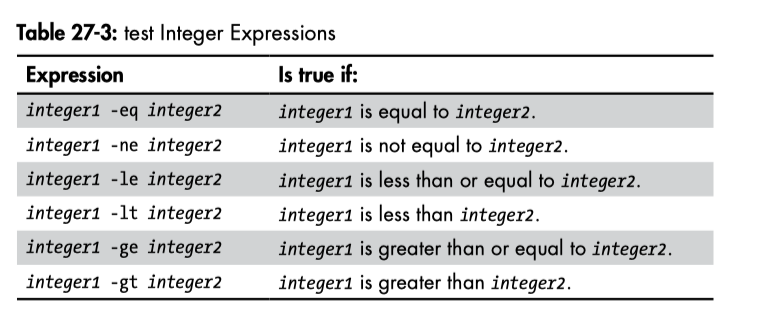 Table 27-3: test Integer Expressions
Expression Is true if:
integer1 -eq integer2 integer1 is equal to integer2.
integer1 -ne integer2 integer1 is not equal to integer2.
integer1 -le integer2 integer1 is less than or equal to integer2.
integer1 -lt integer2 integer1 is less than integer2.
integer1 -ge integer2 integer1 is greater than or equal to integer2.
integer1 -gt integer2 integer1 is greater than integer2.